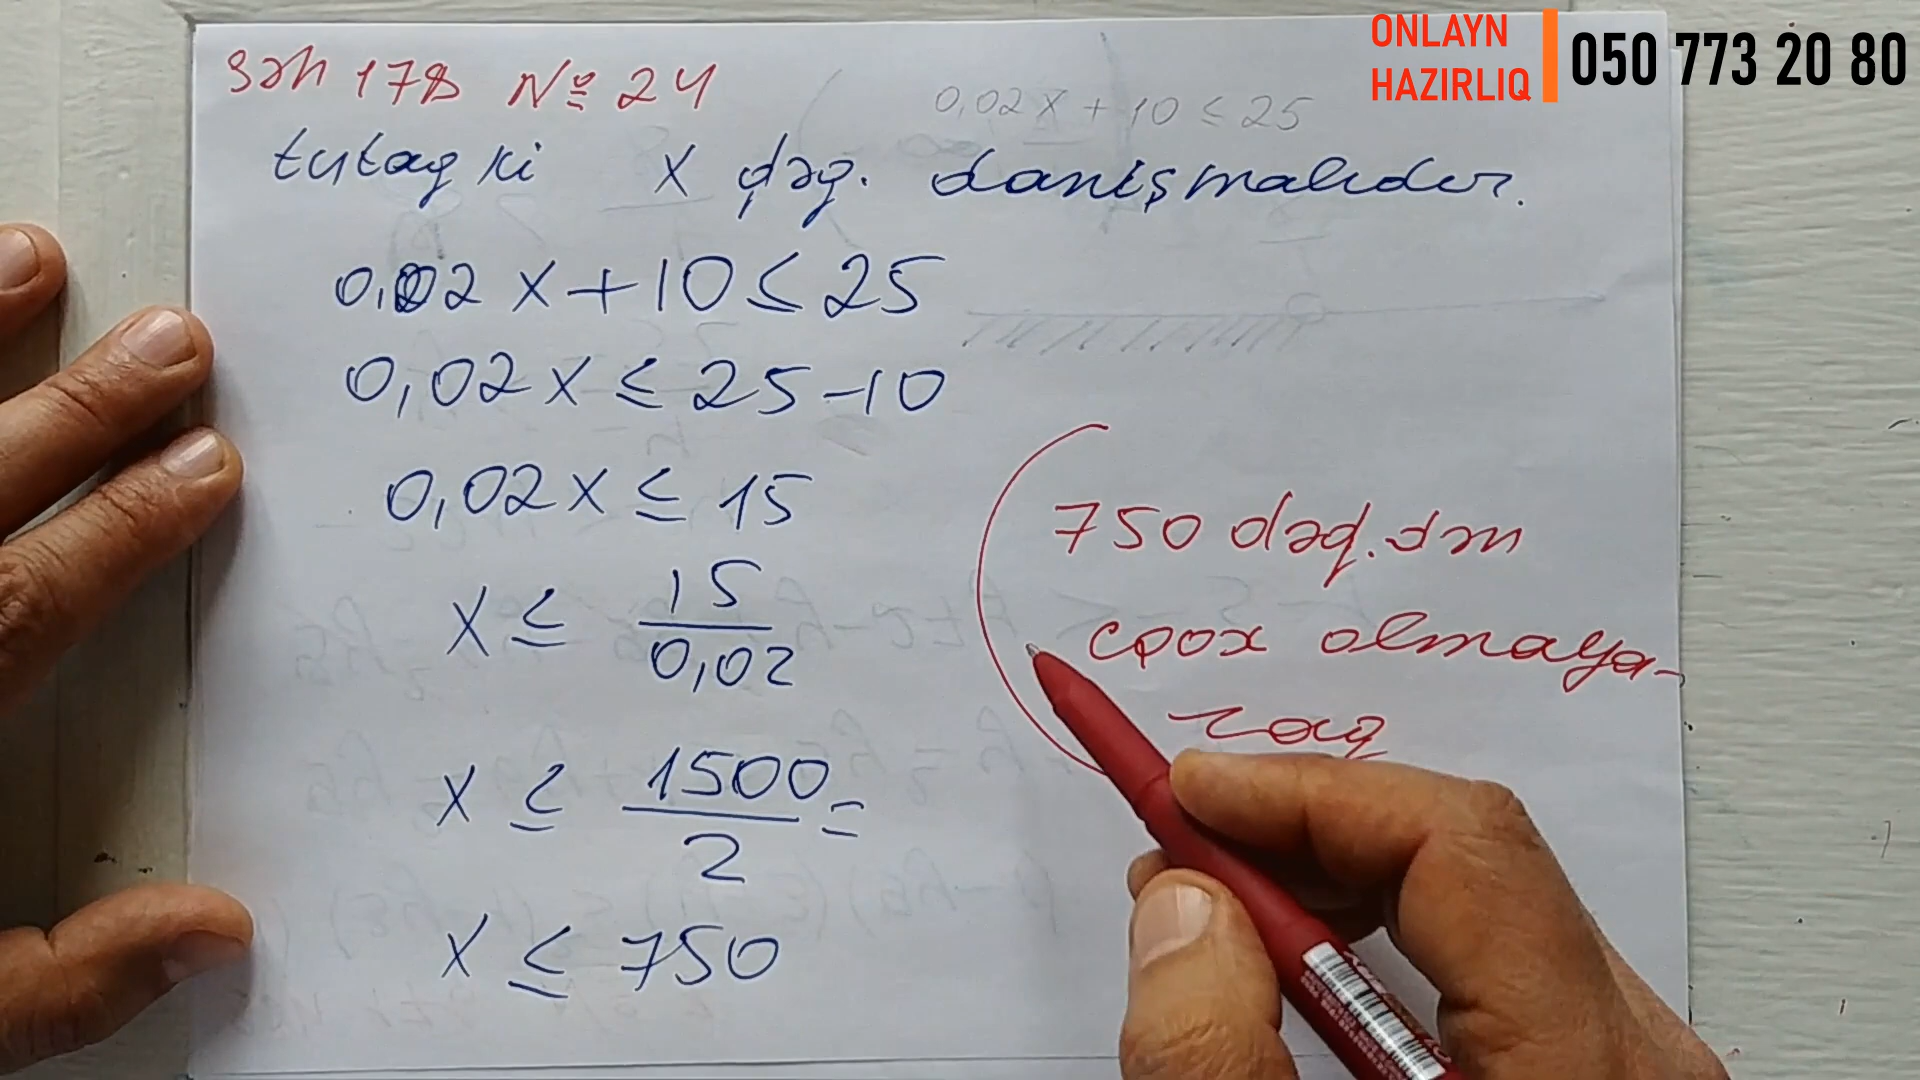 ONLAYN
HAZIRLIQ
050 773 20 80
səh 178 № 24
0,02 x + 10 ≤ 25
tutaq ki x dəq. danışmalıdır.
0,02 x + 10 ≤ 25
0,02 x ≤ 25 - 10
0,02 x ≤ 15
x ≤ 15/0,02
x ≤ 1500/2 =
x ≤ 750
750 dəq. dən
çox olmaya-
raq